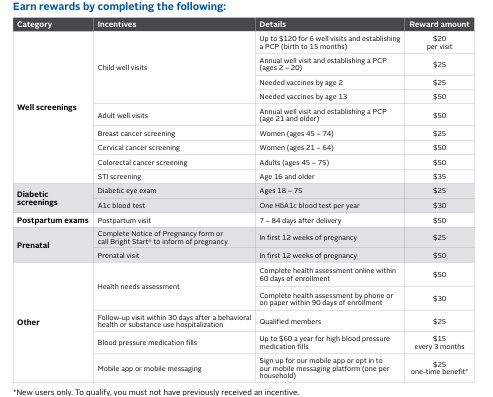 Earn rewards by completing the following:
Category Incentives Details Reward amount
Well screenings
Child well visits
Up to $120 for 6 well visits and establishing
a PCP (birth to 15 months)
$20
per visit
Annual well visit and establishing a PCP
(ages 2 – 20)
$25
Needed vaccines by age 2 $25
Needed vaccines by age 13 $50
Adult well visits
Annual well visit and establishing a PCP
(age 21 and older)
$50
Breast cancer screening Women (ages 45 – 74) $25
Cervical cancer screening Women (ages 21 – 64) $50
Colorectal cancer screening Adults (ages 45 – 75) $50
STI screening Age 16 and older $35
Diabetic
screenings
Diabetic eye exam Ages 18 – 75 $25
A1c blood test One HbA1c blood test per year $30
Postpartum exams Postpartum visit 7 – 84 days after delivery $50
Prenatal
Complete Notice of Pregnancy form or
call Bright Start® to inform of pregnancy
In first 12 weeks of pregnancy $25
Prenatal visit In first 12 weeks of pregnancy $50
Other
Health needs assessment
Complete health assessment online within
60 days of enrollment
$50
Complete health assessment by phone or
on paper within 90 days of enrollment
$30
Follow-up visit within 30 days after a behavioral
health or substance use hospitalization
Qualified members $25
Blood pressure medication fills
Up to $60 a year for high blood pressure
medication fills
$15
every 3 months
Mobile app or mobile messaging
Sign up for our mobile app or opt in to
our mobile messaging platform (one per
household)
$25
one-time benefit*
*New users only. To qualify, you must not have previously received an incentive.